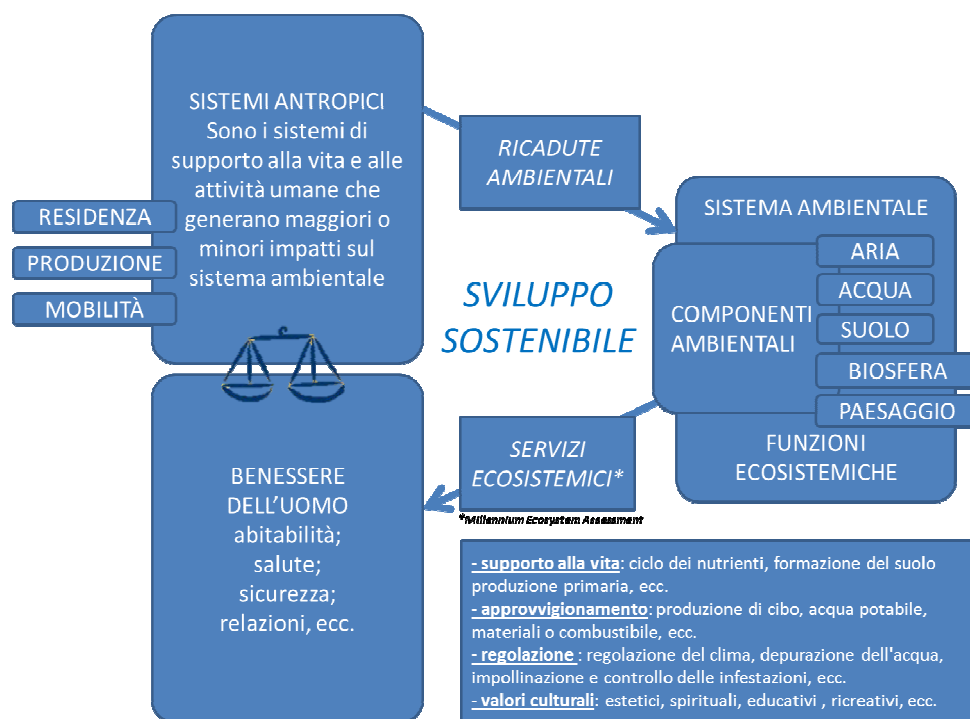 SISTEMI ANTROPICI
Sono i sistemi di
supporto alla vita e alle
attività umane che
generano maggiori o
minori impatti sul
sistema ambientale
RESIDENZA
PRODUZIONE
MOBILITÀ
RICADUTE
AMBIENTALI
SISTEMA AMBIENTALE
COMPONENTI
AMBIENTALI
ARIA
ACQUA
SUOLO
BIOSFERA
PAESAGGIO
FUNZIONI
ECOSISTEMICHE
SVILUPPO
SOSTENIBILE
SERVIZI
ECOSISTEMICI*
*Millennium Ecosystem Assessment
BENESSERE
DELL'UOMO
abitabilità;
salute;
sicurezza;
relazioni, ecc.
- supporto alla vita: ciclo dei nutrienti, formazione del suolo
produzione primaria, ecc.
- approvvigionamento: produzione di cibo, acqua potabile,
materiali o combustibile, ecc.
- regolazione : regolazione del clima, depurazione dell'acqua,
impollinazione e controllo delle infestazioni, ecc.
- valori culturali: estetici, spirituali, educativi , ricreativi, ecc.